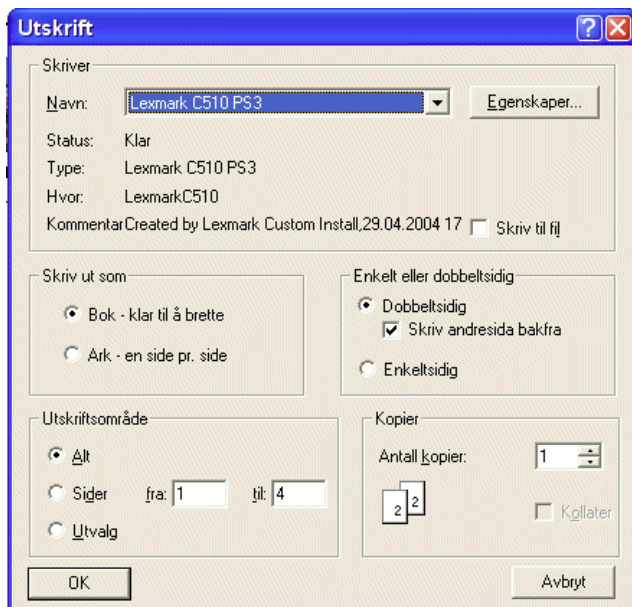 Utskrift
Skriver
Navn: Lexmark C510 PS3 Egenskaper...
Status: Klar
Type: Lexmark C510 PS3
Hvor: LexmarkC510
KommentarCreated by Lexmark Custom Install,29.04.2004 17 Skriv til fil
Skriv ut som
Bok - klar til å brette
Ark - en side pr. side
Enkelt eller dobbeltsidig
Dobbeltsidig
Skriv andresida bakfra
Enkeltsidig
Utskriftsområde
Alt
Sider fra: 1 til: 4
Utvalg
Kopier
Antall kopier: 1
2 2
Kollater
OK Avbryt